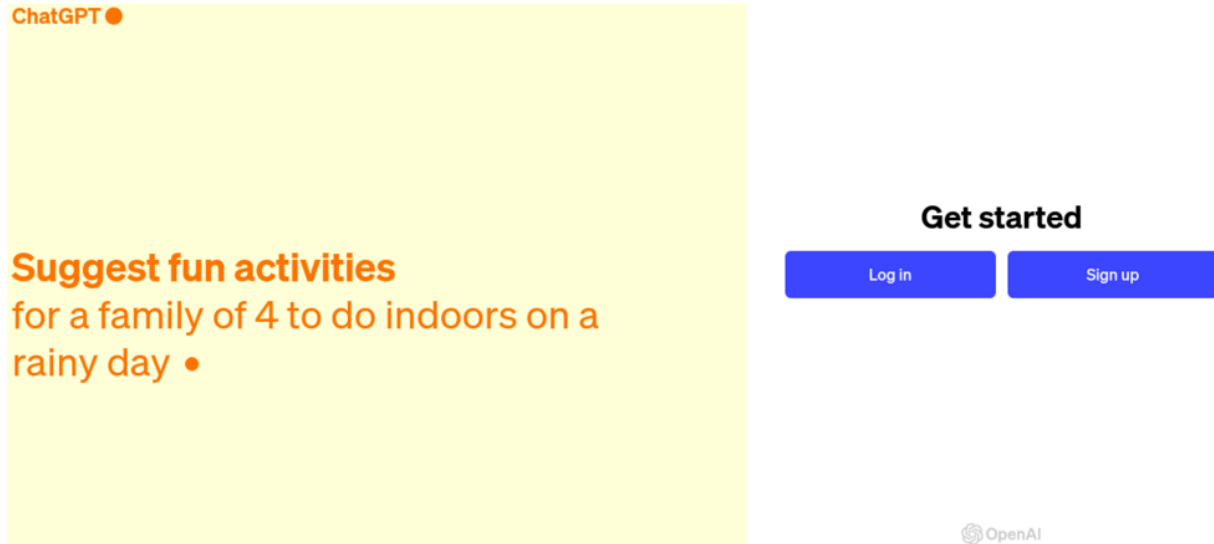 ChatGPT
Suggest fun activities
for a family of 4 to do indoors on a
rainy day
Get started
Log in
Sign up
OpenAI